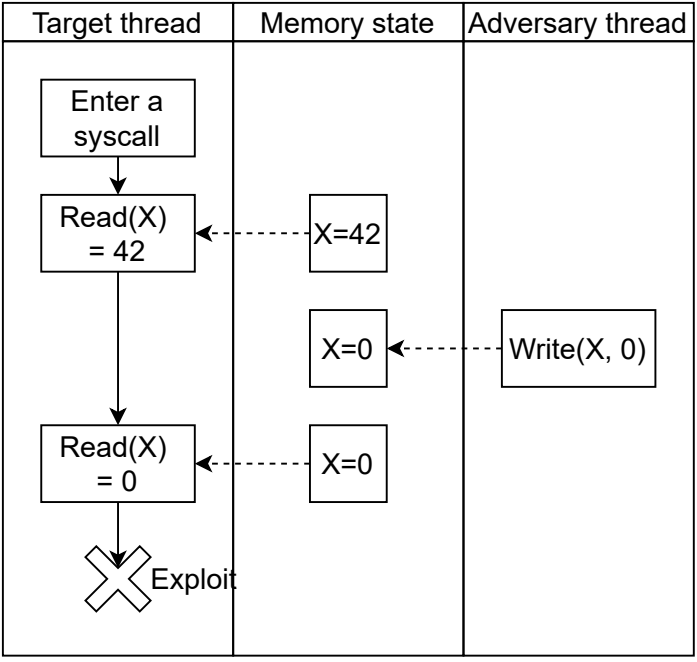 Target thread
Memory state
Adversary thread
Enter a
syscall
Read(X)
= 42
X=42
X=0
Write(X, 0)
Read(X)
= 0
X=0
Exploit